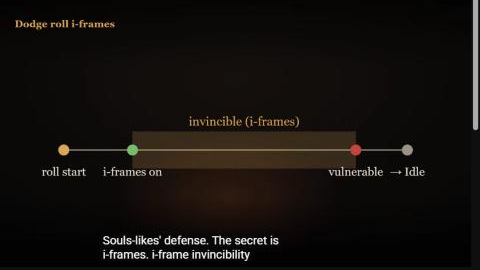 Dodge roll i-frames
invincible (i-frames)
roll start i-frames on vulnerable → Idle
Souls-likes' defense. The secret is
i-frames. i-frame invincibility